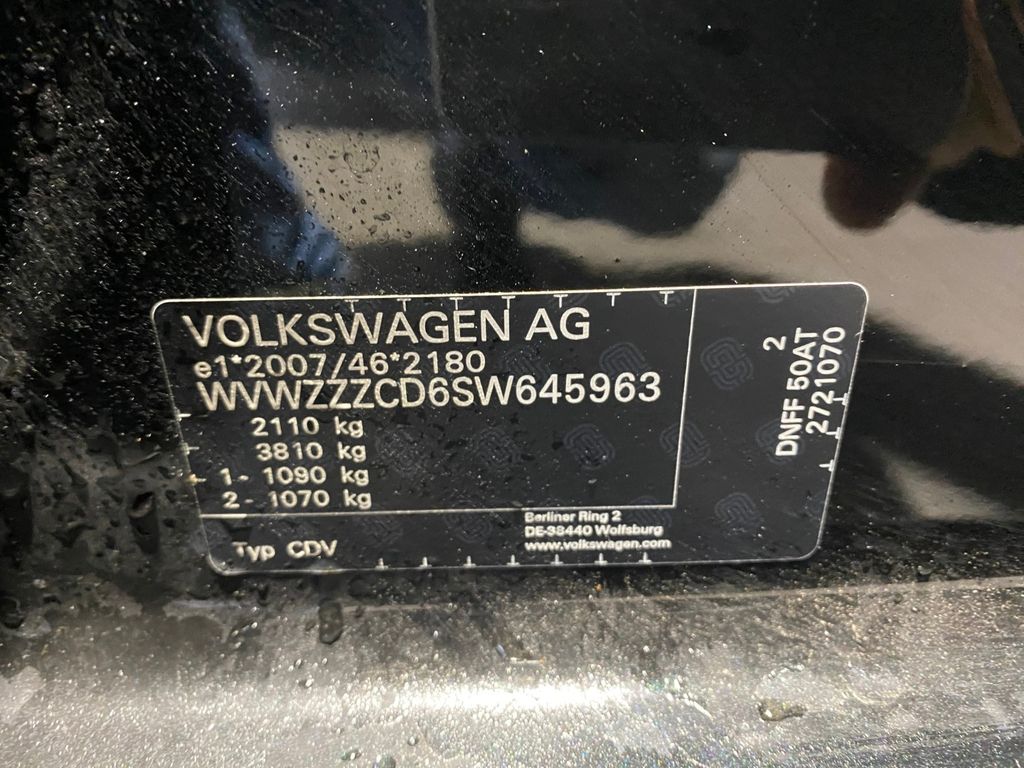 VOLKSWAGEN AG
e1*2007/46*2180
WVWZZZCD6SW645963
2110 kg
3810 kg
1- 1090 kg
2- 1070 kg
Typ CDV
Berliner Ring 2
DE-38440 Wolfsburg
www.volkswagen.com
2
DNFF 50AT
2721070